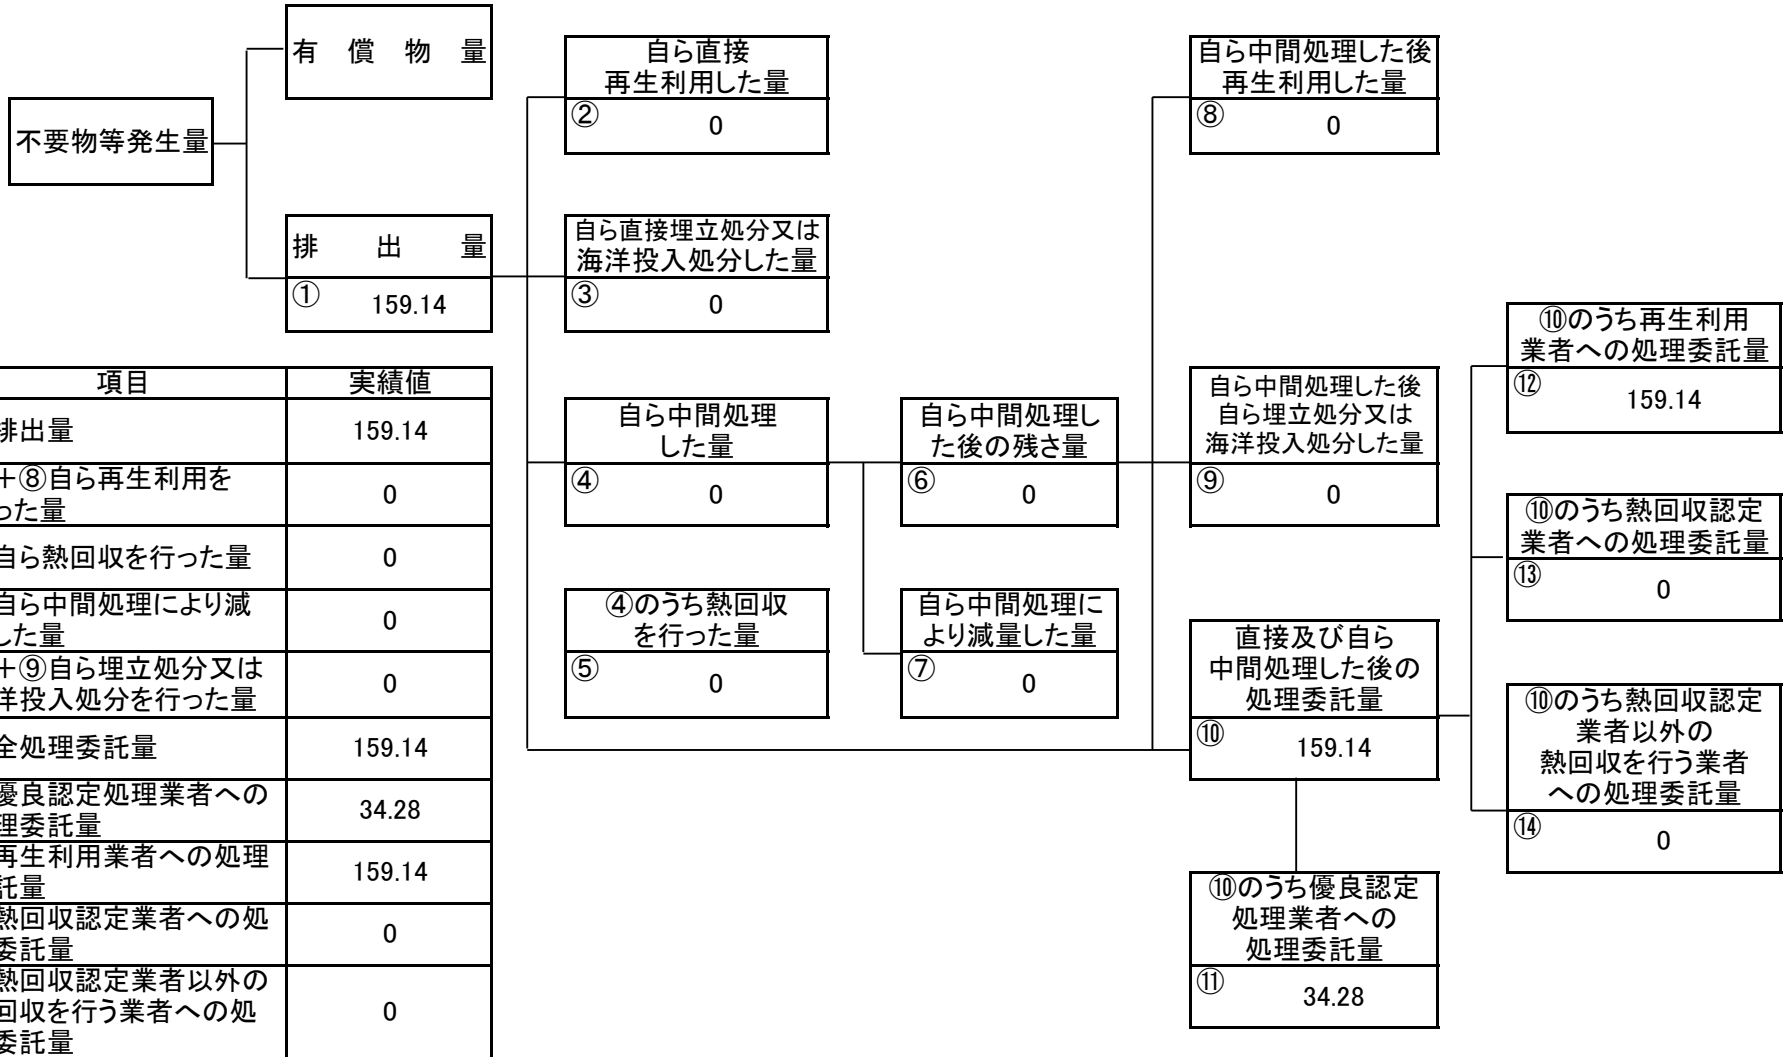 有償物量
不要物等発生量
排出量
① 159.14
自ら直接
再生利用した量
② 0
自ら直接埋立処分又は
海洋投入処分した量
③ 0
自ら中間処理
した量
④ 0
④のうち熱回収
を行った量
⑤ 0
自ら中間処理し
た後の残さ量
⑥ 0
自ら中間処理に
より減量した量
⑦ 0
自ら中間処理した後
再生利用した量
⑧ 0
自ら中間処理した後
自ら埋立処分又は
海洋投入処分した量
⑨ 0
直接及び自ら
中間処理した後の
処理委託量
⑩ 159.14
⑩のうち優良認定
処理業者への
処理委託量
⑪ 34.28
⑩のうち再生利用
業者への処理委託量
⑫ 159.14
⑩のうち熱回収認定
業者への処理委託量
⑬ 0
⑩のうち熱回収認定
業者以外の
熱回収を行う業者
への処理委託量
⑭ 0
項目 実績値
排出量 159.14
+⑧自ら再生利用を
った量 0
自ら熱回収を行った量 0
自ら中間処理により減
した量 0
+⑨自ら埋立処分又は
洋投入処分を行った量 0
全処理委託量 159.14
優良認定処理業者への
理委託量 34.28
再生利用業者への処理
託量 159.14
熱回収認定業者への処
委託量 0
熱回収認定業者以外の
回収を行う業者への処
委託量 0